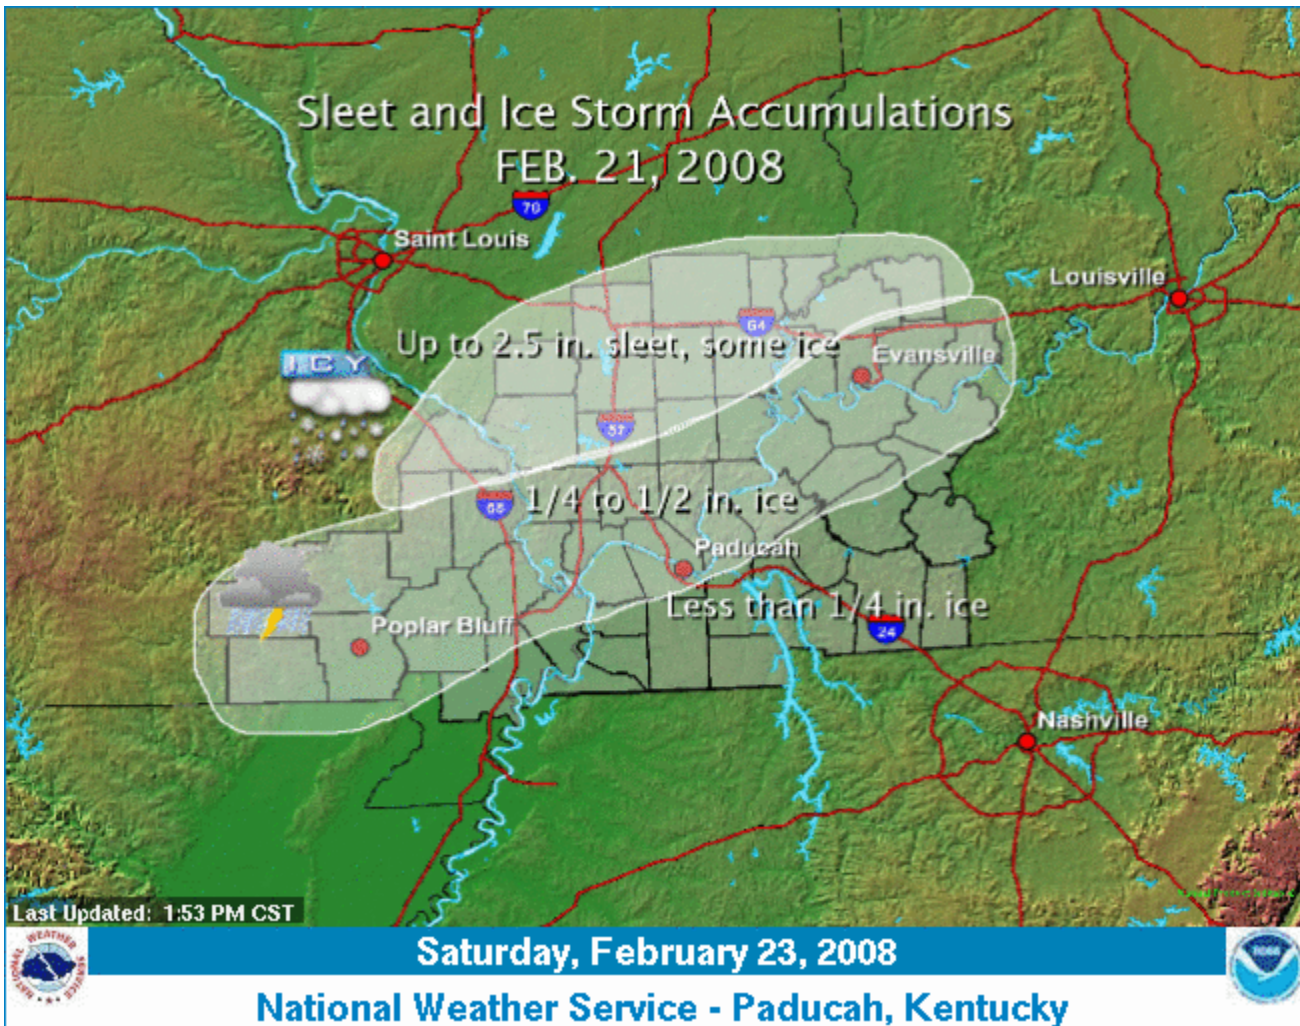 Sleet and Ice Storm Accumulations
FEB. 21, 2008
70
Saint Louis
Louisville
64
Up to 2.5 in. sleet, some ice
Evansville
ICY
57
1/4 to 1/2 in. ice
Paducah
Less than 1/4 in. ice
24
Poplar Bluff
Nashville
Last Updated: 1:53 PM CST
Saturday, February 23, 2008
NATIONAL WEATHER SERVICE
National Weather Service - Paducah, Kentucky